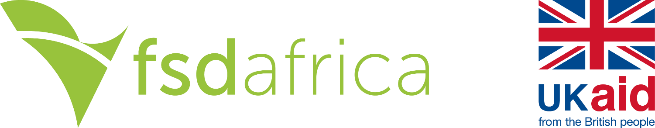 fsdafrica
UKaid
from the British people